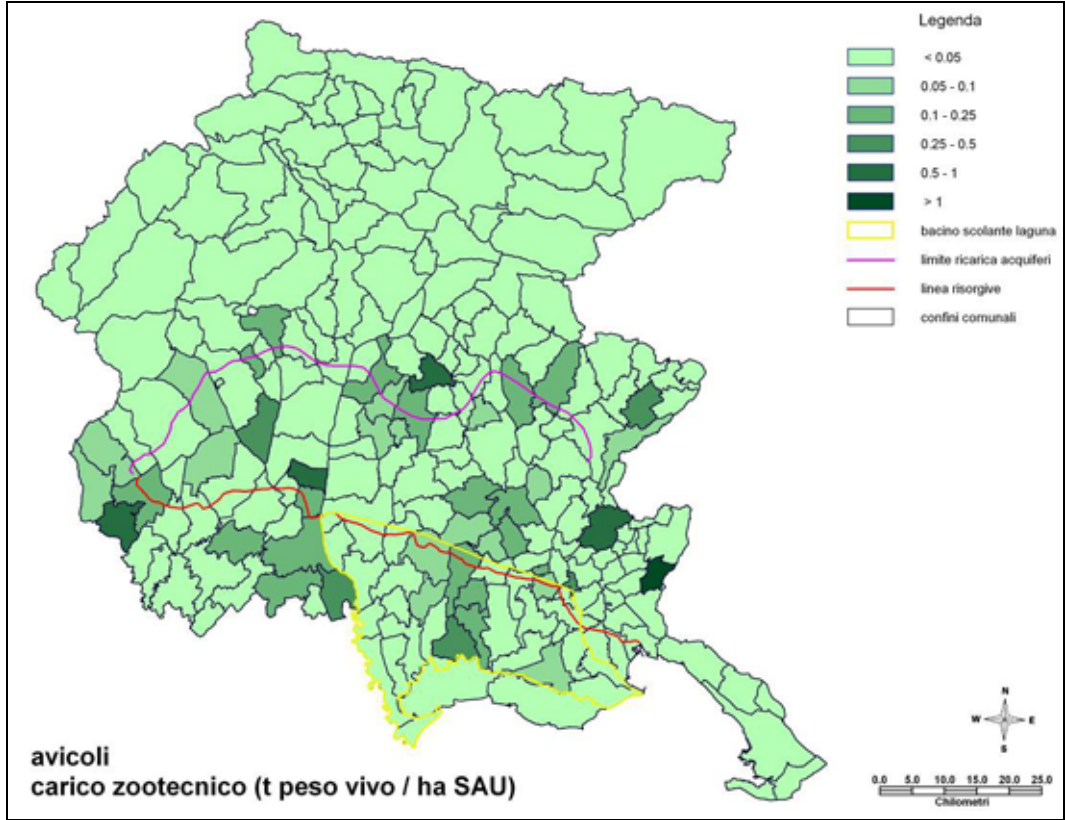 Legenda
< 0.05
0.05 - 0.1
0.1 - 0.25
0.25 - 0.5
0.5 - 1
> 1
bacino scolante laguna
limite ricarica acquiferi
linea risorgive
confini comunali
N
W E
S
avicoli
carico zootecnico (t peso vivo / ha SAU)
0.0 5.0 10.0 15.0 20.0 25.0
Chilometri